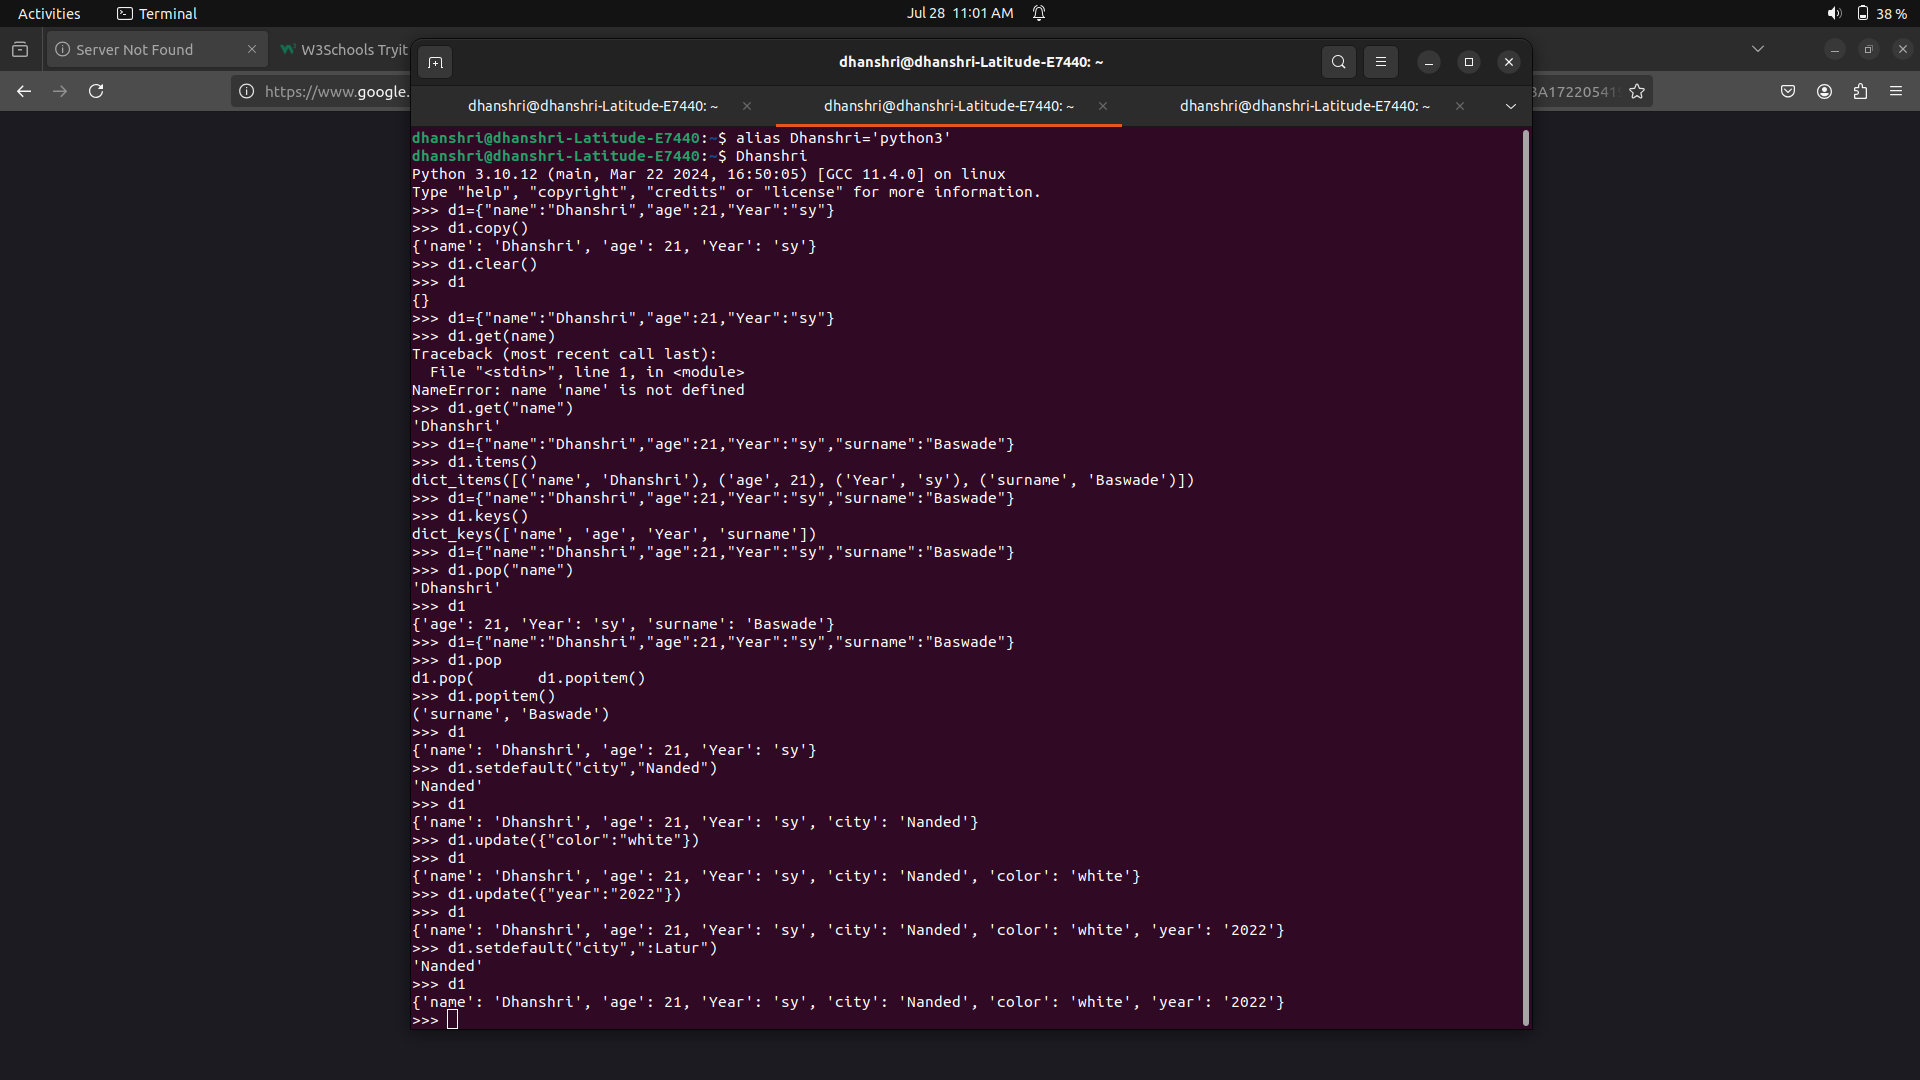 Activities
Terminal
Jul 28 11:01 AM
38 %
Server Not Found
W3Schools Tryit
https://www.google.
3A17220541
dhanshri@dhanshri-Latitude-E7440: ~
dhanshri@dhanshri-Latitude-E7440: ~
dhanshri@dhanshri-Latitude-E7440: ~
dhanshri@dhanshri-Latitude-E7440: ~
dhanshri@dhanshri-Latitude-E7440:~$ alias Dhanshri='python3'
dhanshri@dhanshri-Latitude-E7440:~$ Dhanshri
Python 3.10.12 (main, Mar 22 2024, 16:50:05) [GCC 11.4.0] on linux
Type "help", "copyright", "credits" or "license" for more information.
>>> d1={"name":"Dhanshri","age":21,"Year":"sy"}
>>> d1.copy()
{'name': 'Dhanshri', 'age': 21, 'Year': 'sy'}
>>> d1.clear()
>>> d1
{}
>>> d1={"name":"Dhanshri","age":21,"Year":"sy"}
>>> d1.get(name)
Traceback (most recent call last):
  File "<stdin>", line 1, in <module>
NameError: name 'name' is not defined
>>> d1.get("name")
'Dhanshri'
>>> d1={"name":"Dhanshri","age":21,"Year":"sy","surname":"Baswade"}
>>> d1.items()
dict_items([('name', 'Dhanshri'), ('age', 21), ('Year', 'sy'), ('surname', 'Baswade')])
>>> d1={"name":"Dhanshri","age":21,"Year":"sy","surname":"Baswade"}
>>> d1.keys()
dict_keys(['name', 'age', 'Year', 'surname'])
>>> d1={"name":"Dhanshri","age":21,"Year":"sy","surname":"Baswade"}
>>> d1.pop("name")
'Dhanshri'
>>> d1
{'age': 21, 'Year': 'sy', 'surname': 'Baswade'}
>>> d1={"name":"Dhanshri","age":21,"Year":"sy","surname":"Baswade"}
>>> d1.pop
d1.pop(       d1.popitem()
>>> d1.popitem()
('surname', 'Baswade')
>>> d1
{'name': 'Dhanshri', 'age': 21, 'Year': 'sy'}
>>> d1.setdefault("city","Nanded")
'Nanded'
>>> d1
{'name': 'Dhanshri', 'age': 21, 'Year': 'sy', 'city': 'Nanded'}
>>> d1.update({"color":"white"})
>>> d1
{'name': 'Dhanshri', 'age': 21, 'Year': 'sy', 'city': 'Nanded', 'color': 'white'}
>>> d1.update({"year":"2022"})
>>> d1
{'name': 'Dhanshri', 'age': 21, 'Year': 'sy', 'city': 'Nanded', 'color': 'white', 'year': '2022'}
>>> d1.setdefault("city",":Latur")
'Nanded'
>>> d1
{'name': 'Dhanshri', 'age': 21, 'Year': 'sy', 'city': 'Nanded', 'color': 'white', 'year': '2022'}
>>>